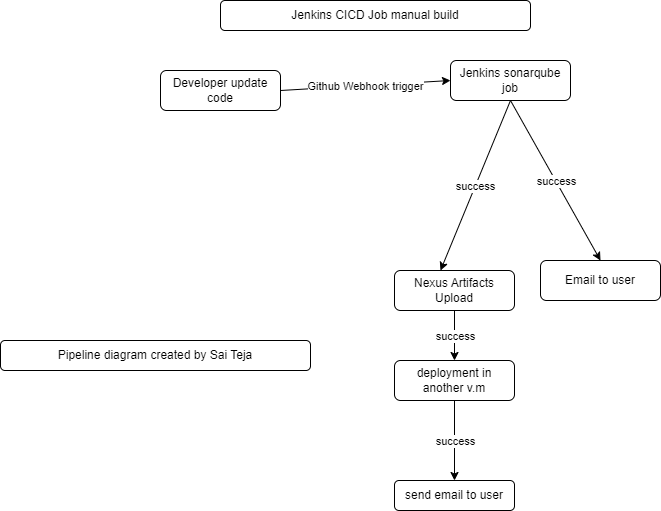 Jenkins CICD Job manual build
Jenkins sonarqube
job
Developer update
code
Github Webhook trigger
success
success
Nexus Artifacts
Upload
Email to user
success
Pipeline diagram created by Sai Teja
deployment in
another v.m
success
send email to user